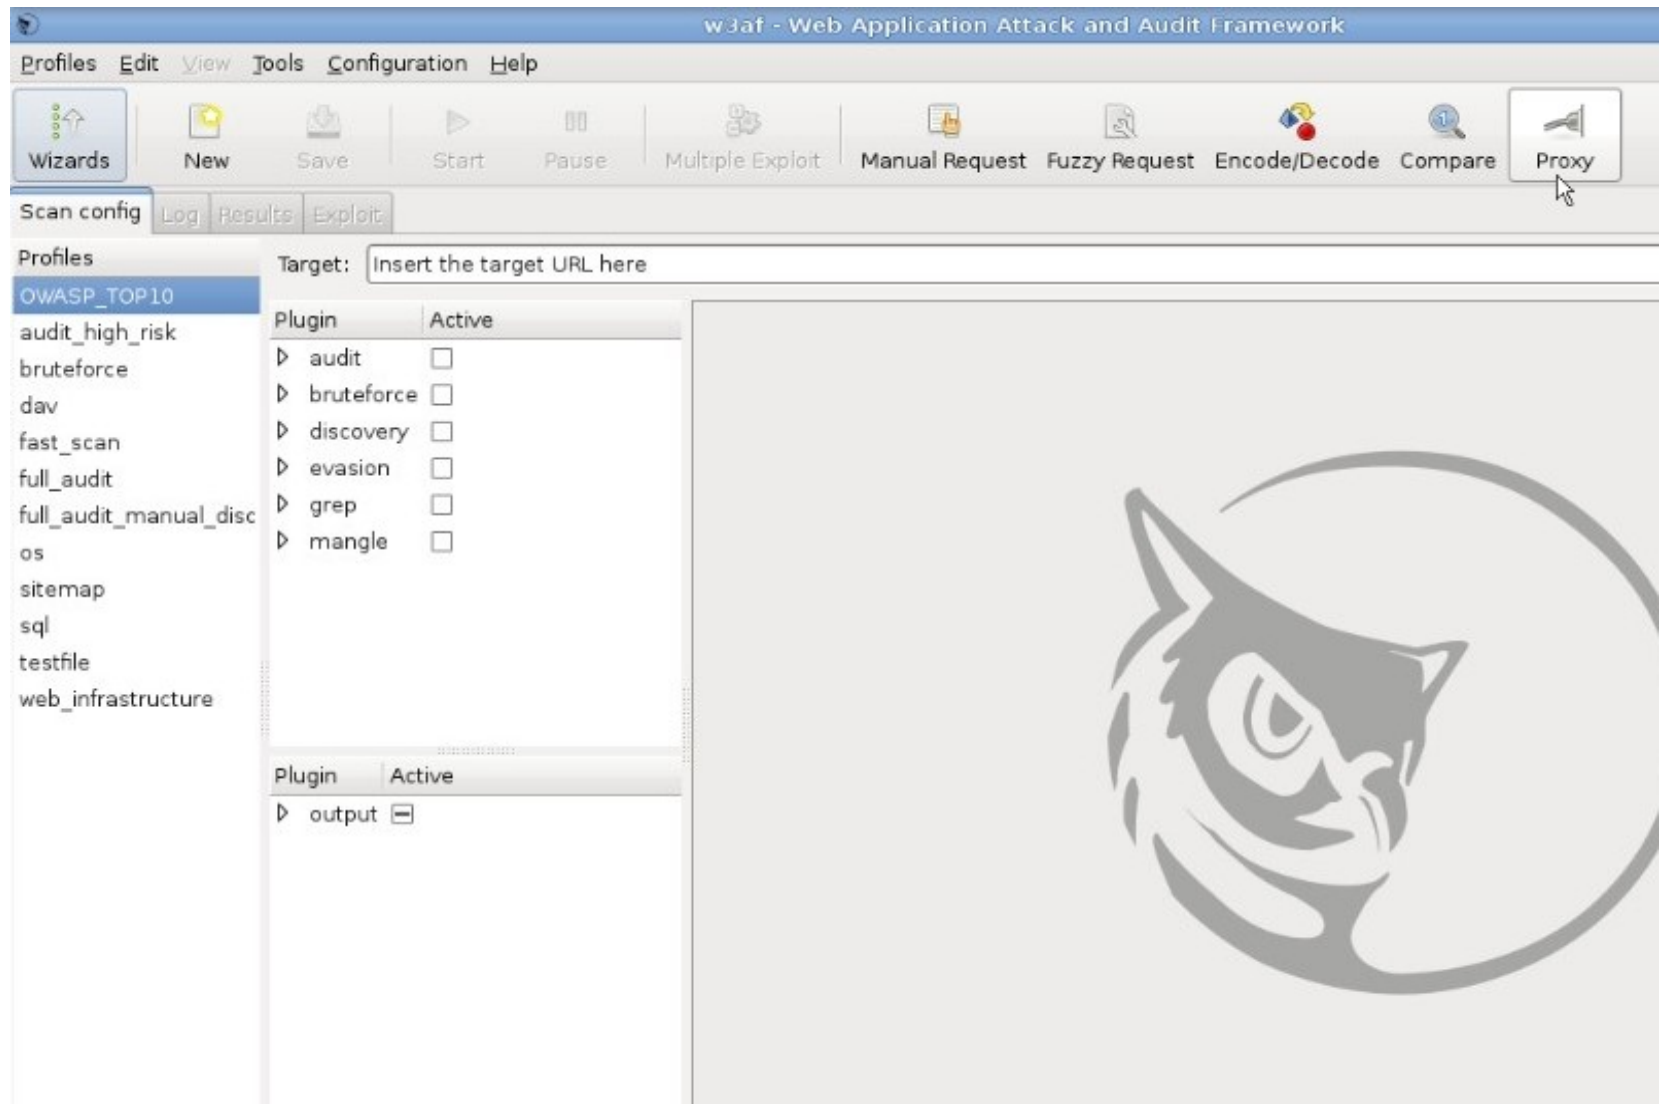 w3af - Web Application Attack and Audit Framework
Profiles Edit View Tools Configuration Help
Wizards New Save Start Pause Multiple Exploit Manual Request Fuzzy Request Encode/Decode Compare Proxy
Scan config Log Results Exploit
Profiles
OWASP_TOP10
audit_high_risk
bruteforce
dav
fast_scan
full_audit
full_audit_manual_disc
os
sitemap
sql
testfile
web_infrastructure
Target: Insert the target URL here
Plugin Active
audit
bruteforce
discovery
evasion
grep
mangle
Plugin Active
output